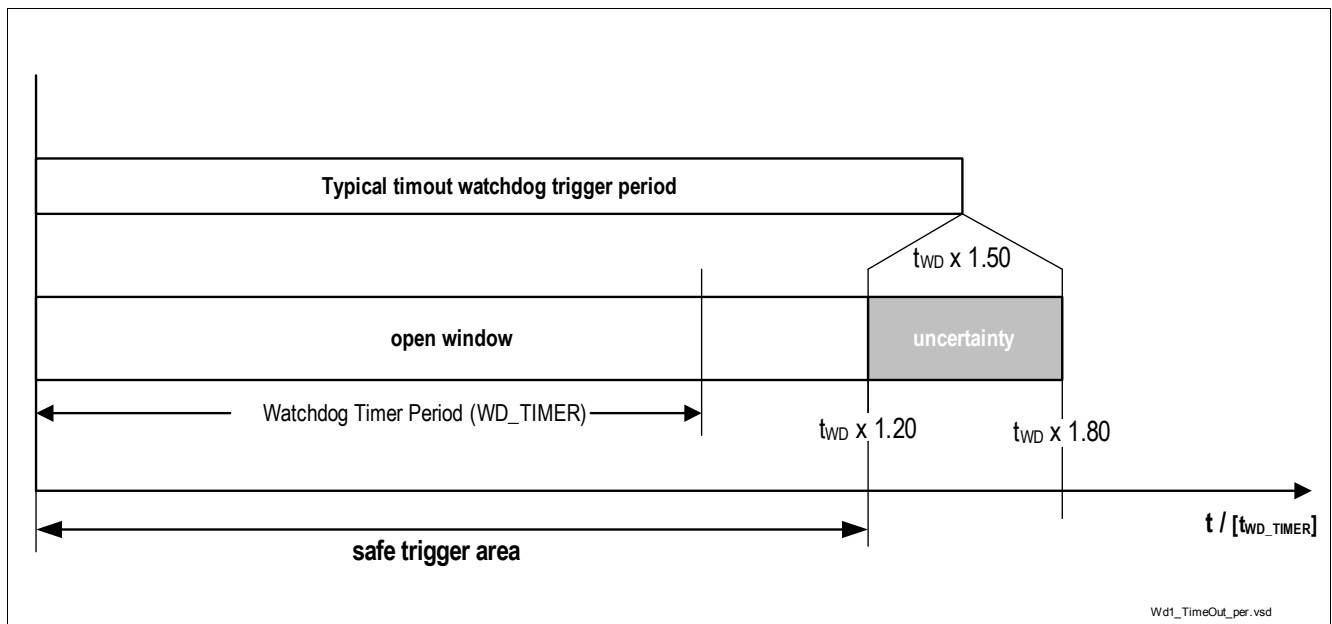 Typical timout watchdog trigger period
tWD x 1.50
open window
uncertainty
Watchdog Timer Period (WD_TIMER)
tWD x 1.20
tWD x 1.80
t / [tWD_TIMER]
safe trigger area
Wd1_TimeOut_per.vsd